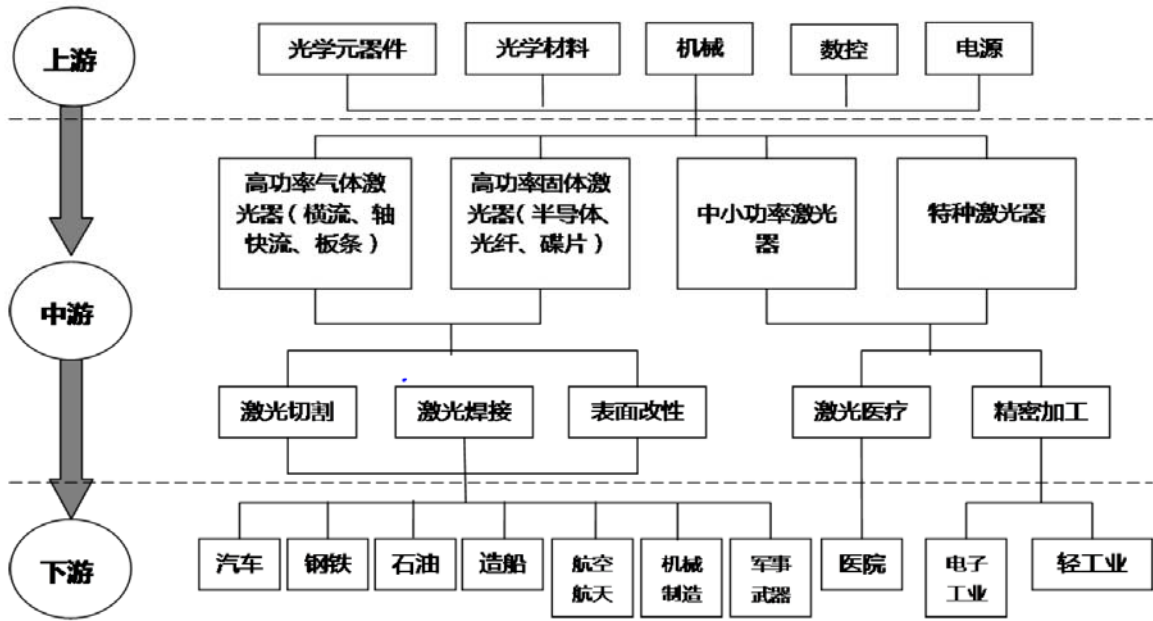 上游
光学元器件
光学材料
机械
数控
电源
高功率气体激
光器（横流、轴
快流、板条）
高功率固体激
光器（半导体、
光纤、碟片）
中小功率激光
器
特种激光器
中游
激光切割
激光焊接
表面改性
激光医疗
精密加工
下游
汽车
钢铁
石油
造船
航空
航天
机械
制造
军事
武器
医院
电子
工业
轻工业